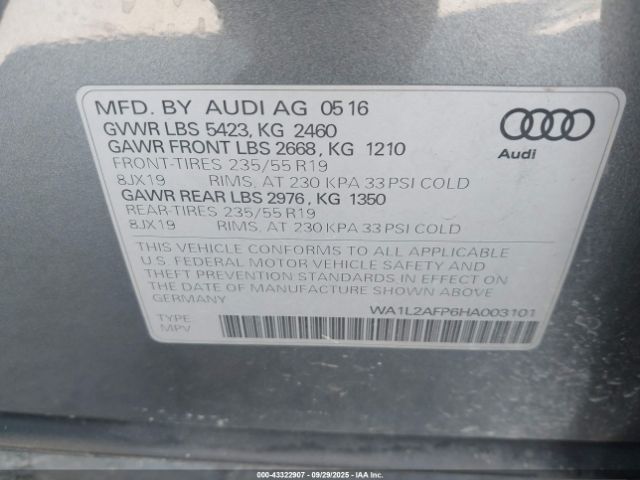 MFD. BY AUDI AG 05 16
GVWR LBS 5423, KG 2460
GAWR FRONT LBS 2668, KG 1210
FRONT-TIRES 235/55 R19
8JX19 RIMS, AT 230 KPA 33 PSI COLD
GAWR REAR LBS 2976, KG 1350
REAR-TIRES 235/55 R19
8JX19 RIMS, AT 230 KPA 33 PSI COLD
Audi
THIS VEHICLE CONFORMS TO ALL APPLICABLE
U.S. FEDERAL MOTOR VEHICLE SAFETY AND
THEFT PREVENTION STANDARDS IN EFFECT ON
THE DATE OF MANUFACTURE SHOWN ABOVE
GERMANY
WA1L2AFP6HA003101
TYPE:
MPV
000-43322907 - 09/29/2025 - IAA Inc.